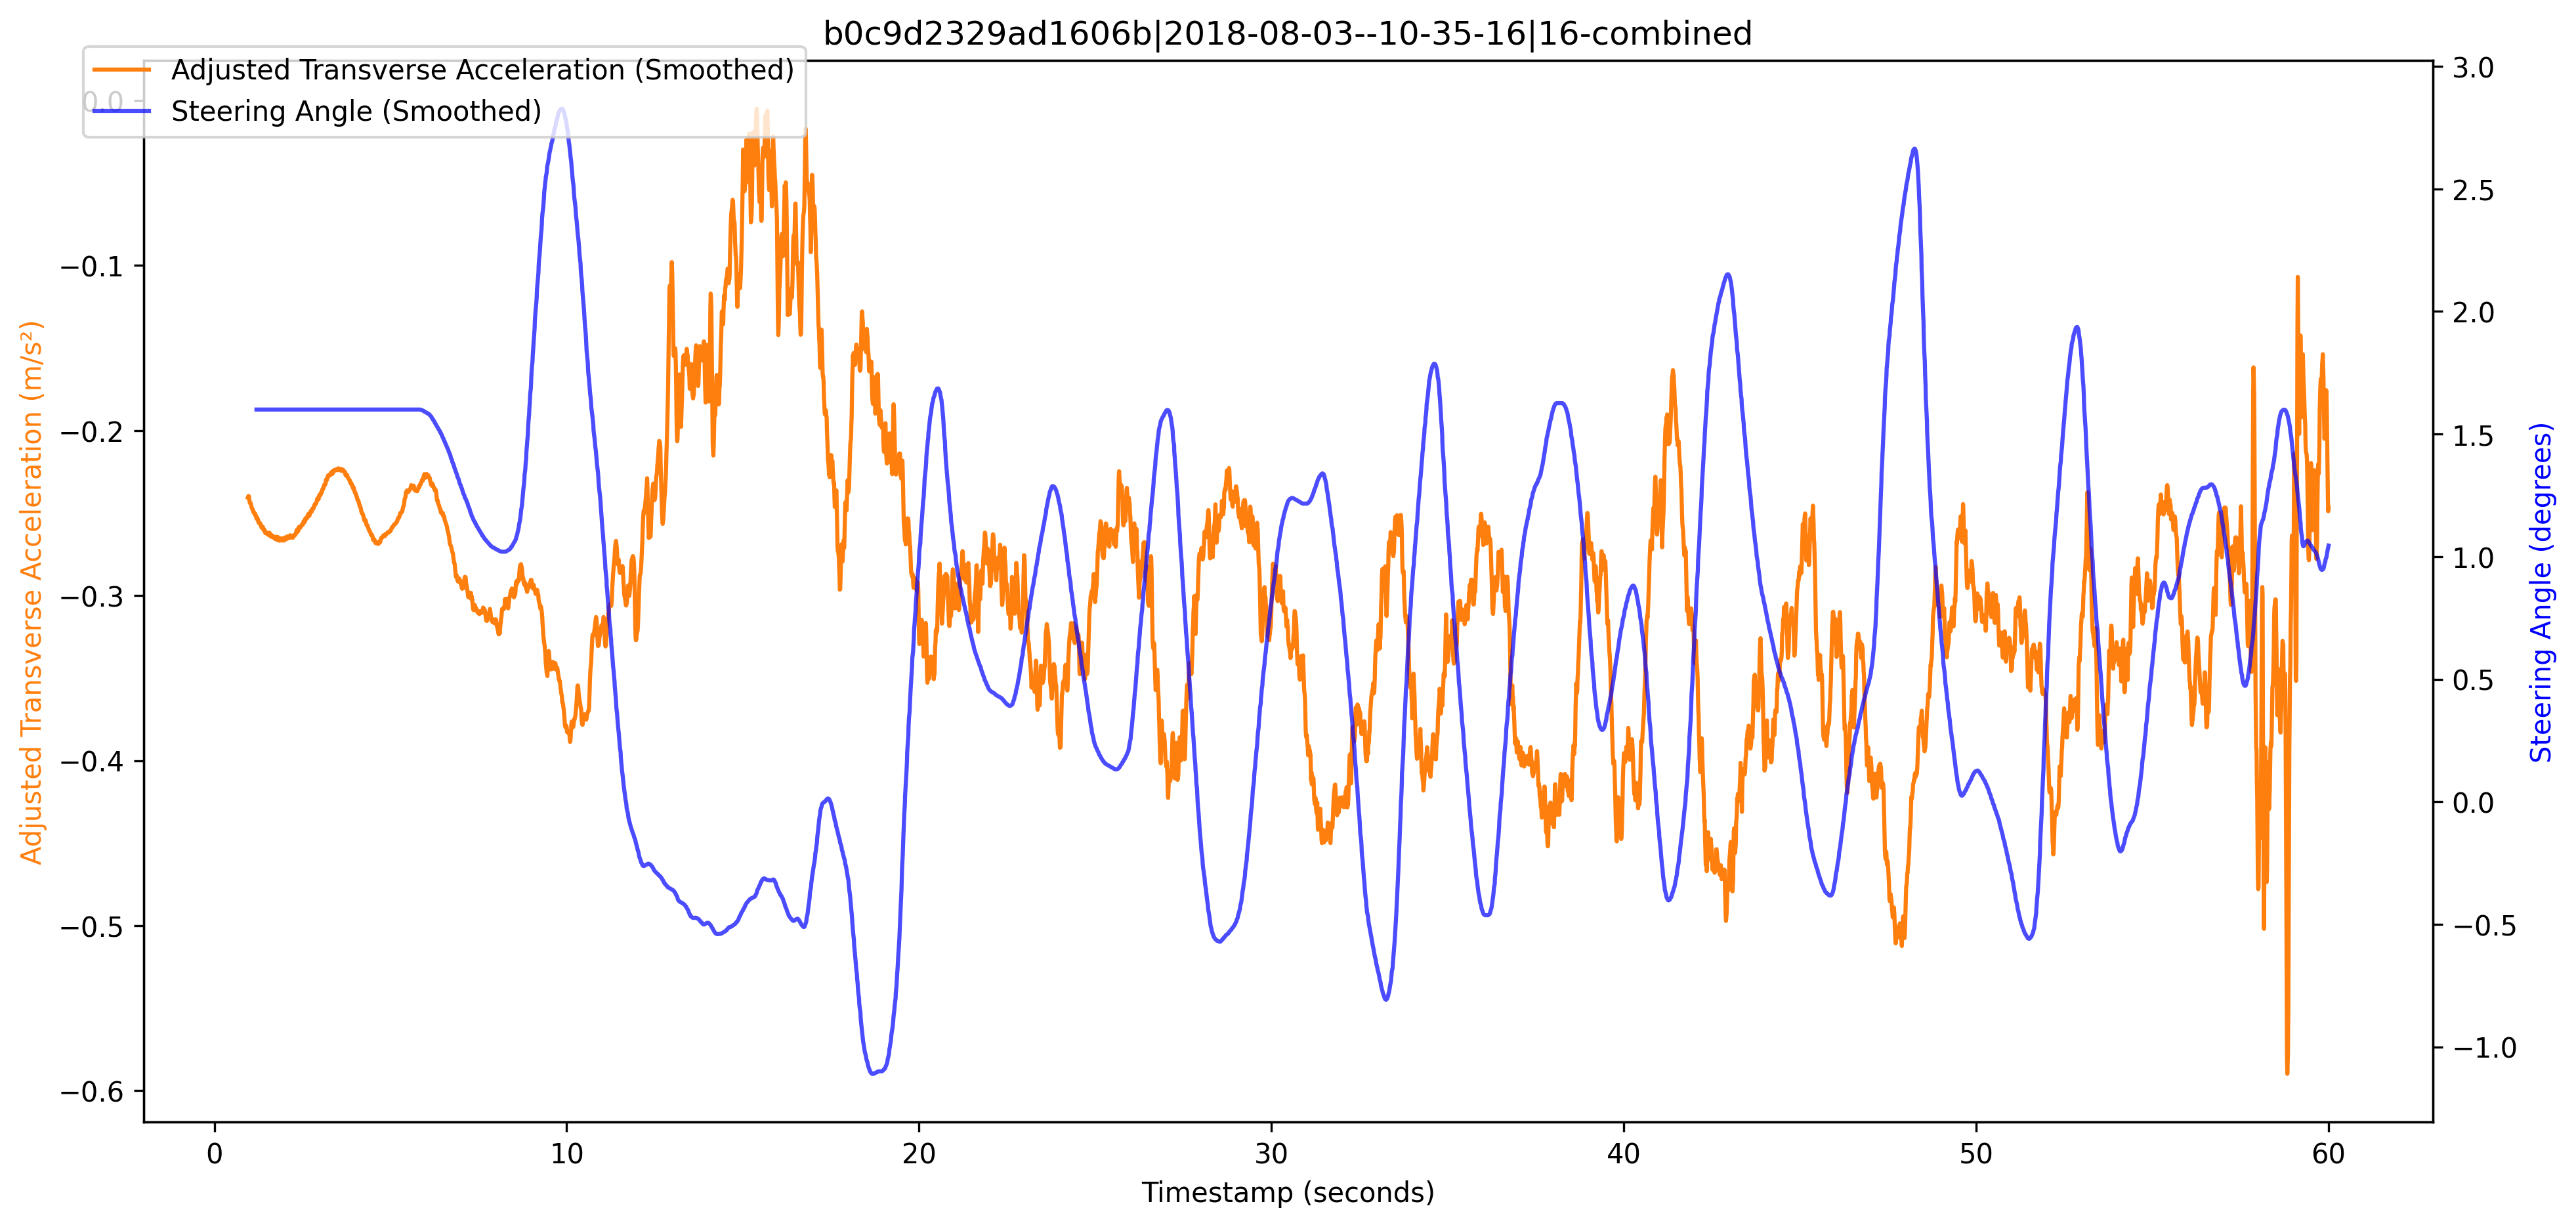 b0c9d2329ad1606b|2018-08-03--10-35-16|16-combined
Adjusted Transverse Acceleration (Smoothed)
Steering Angle (Smoothed)
Adjusted Transverse Acceleration (m/s²)
0.0
−0.1
−0.2
−0.3
−0.4
−0.5
−0.6
3.0
2.5
2.0
1.5
1.0
0.5
0.0
−0.5
−1.0
Steering Angle (degrees)
0 10 20 30 40 50 60
Timestamp (seconds)